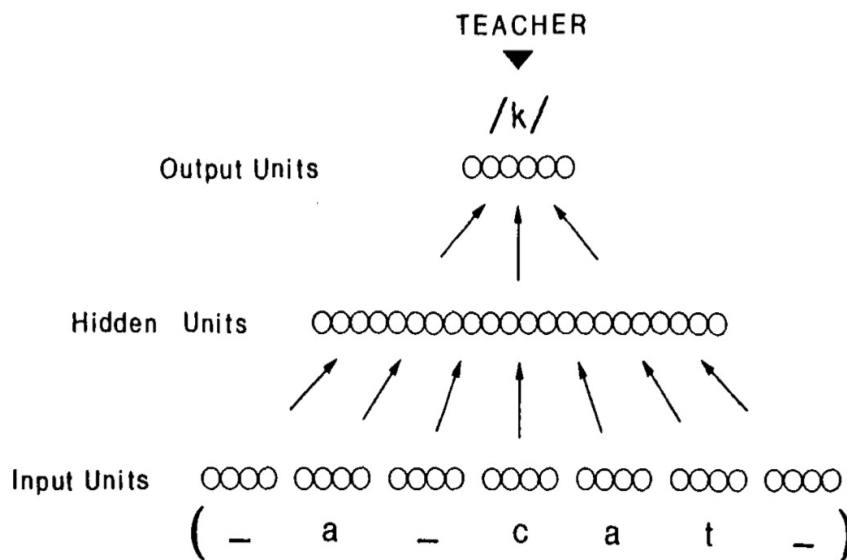 TEACHER
/k/
Output Units
Hidden Units
Input Units
( _ a _ c a t _ )